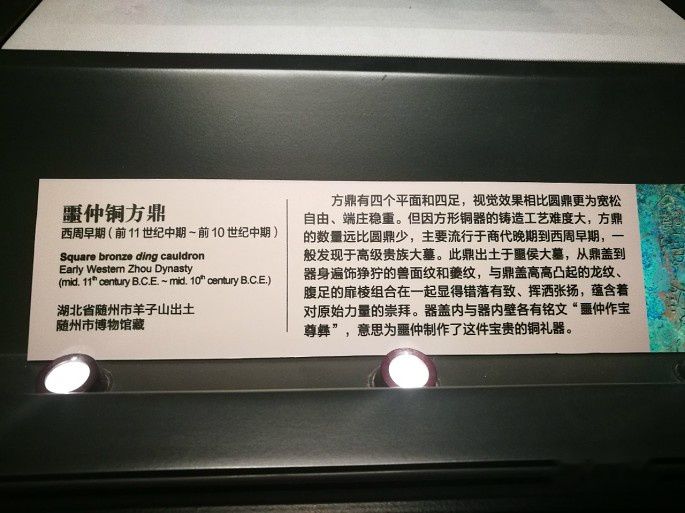 噩仲铜方鼎
西周早期（前11世纪中期～前10世纪中期）
Square bronze ding cauldron
Early Western Zhou Dynasty
(mid. 11th century B.C.E. ~ mid. 10th century B.C.E.)
湖北省随州市羊子山出土
随州市博物馆藏
方鼎有四个平面和四足，视觉效果相比圆鼎更为宽松
自由、端庄稳重。但因方形铜器的铸造工艺难度大，方鼎
的数量远比圆鼎少，主要流行于商代晚期到西周早期，一
般发现于高级贵族大墓。此鼎出土于噩侯大墓，从鼎盖到
器身遍饰狰狞的兽面纹和夔纹，与鼎盖高高凸起的龙纹、
腹足的扉棱组合在一起显得错落有致、挥洒张扬，蕴含着
对原始力量的崇拜。器盖内与器内壁各有铭文“噩仲作宝
尊彝”，意思为噩仲制作了这件宝贵的铜礼器。